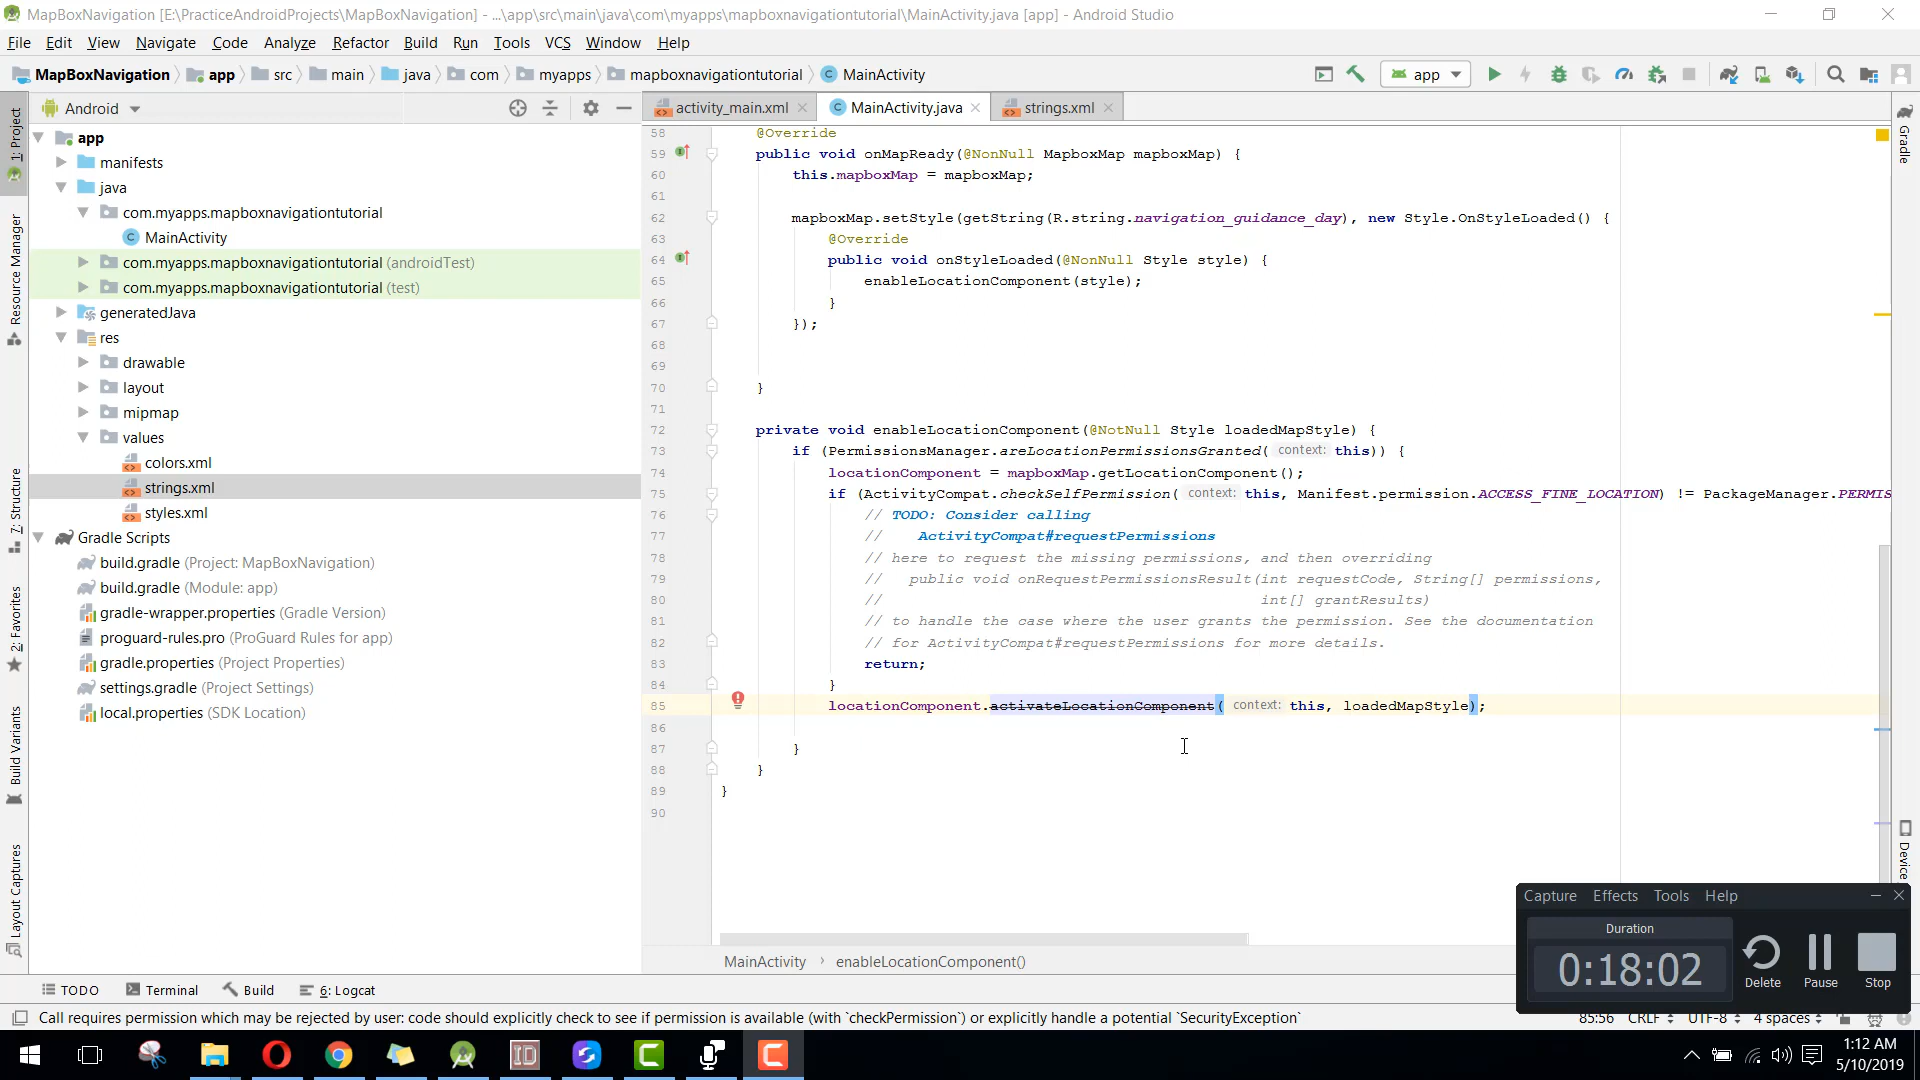 MapBoxNavigation [E:\PracticeAndroidProjects\MapBoxNavigation] - ...\app\src\main\java\com\myapps\mapboxnavigationtutorial\MainActivity.java [app] - Android Studio
File Edit View Navigate Code Analyze Refactor Build Run Tools VCS Window Help
MapBoxNavigation app src main java com myapps mapboxnavigationtutorial MainActivity
app
Android
activity_main.xml MainActivity.java strings.xml
1: Project
Resource Manager
7: Structure
2: Favorites
Build Variants
Layout Captures
app
manifests
java
com.myapps.mapboxnavigationtutorial
MainActivity
com.myapps.mapboxnavigationtutorial (androidTest)
com.myapps.mapboxnavigationtutorial (test)
generatedJava
res
drawable
layout
mipmap
values
colors.xml
strings.xml
styles.xml
Gradle Scripts
build.gradle (Project: MapBoxNavigation)
build.gradle (Module: app)
gradle-wrapper.properties (Gradle Version)
proguard-rules.pro (ProGuard Rules for app)
gradle.properties (Project Properties)
settings.gradle (Project Settings)
local.properties (SDK Location)
58 @Override
59 public void onMapReady(@NonNull MapboxMap mapboxMap) {
60 this.mapboxMap = mapboxMap;
61
62 mapboxMap.setStyle(getString(R.string.navigation_guidance_day), new Style.OnStyleLoaded() {
63 @Override
64 public void onStyleLoaded(@NonNull Style style) {
65 enableLocationComponent(style);
66 }
67 });
68
69
70 }
71
72 private void enableLocationComponent(@NotNull Style loadedMapStyle) {
73 if (PermissionsManager.areLocationPermissionsGranted( context: this)) {
74 locationComponent = mapboxMap.getLocationComponent();
75 if (ActivityCompat.checkSelfPermission( context: this, Manifest.permission.ACCESS_FINE_LOCATION) != PackageManager.PERMIS
76 // TODO: Consider calling
77 // ActivityCompat#requestPermissions
78 // here to request the missing permissions, and then overriding
79 // public void onRequestPermissionsResult(int requestCode, String[] permissions,
80 // int[] grantResults)
81 // to handle the case where the user grants the permission. See the documentation
82 // for ActivityCompat#requestPermissions for more details.
83 return;
84 }
85 locationComponent.activateLocationComponent( context: this, loadedMapStyle);
86
87 }
88 }
89 }
90
Gradle
Device
MainActivity › enableLocationComponent()
Capture Effects Tools Help
Duration
0:18:02
Delete Pause Stop
TODO Terminal Build 6: Logcat
Call requires permission which may be rejected by user: code should explicitly check to see if permission is available (with `checkPermission`) or explicitly handle a potential `SecurityException`
85:56 CRLF UTF-8 4 spaces
1:12 AM
5/10/2019